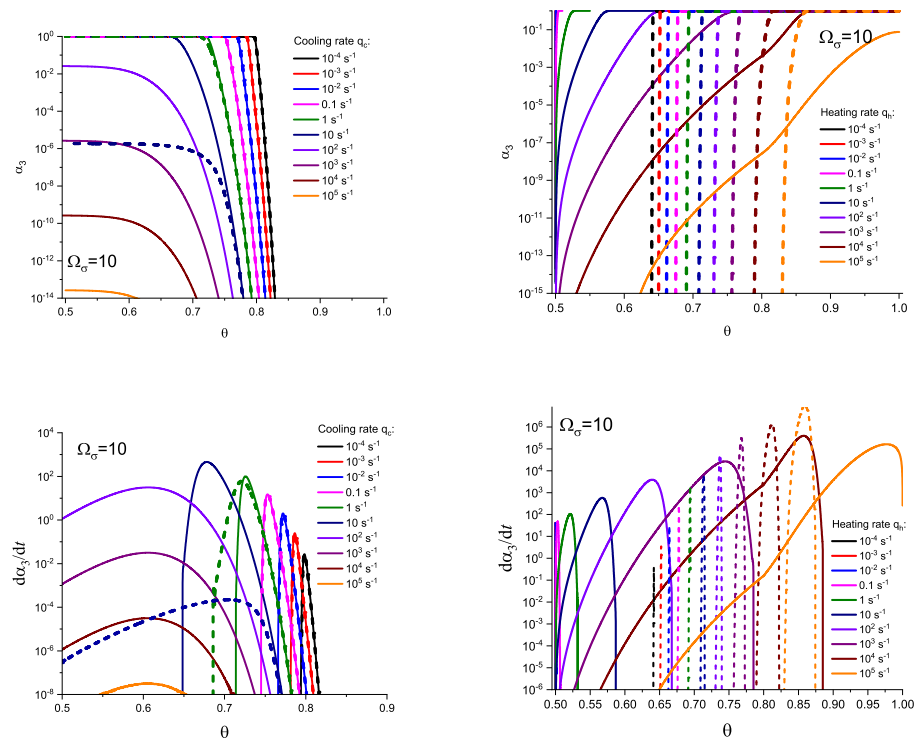 10⁰
10⁻²
10⁻⁴
10⁻⁶
10⁻⁸
10⁻¹⁰
10⁻¹²
10⁻¹⁴
α₃
0.5 0.6 0.7 0.8 0.9 1.0
θ
Ω_σ=10
Cooling rate q_c:
10⁻⁴ s⁻¹
10⁻³ s⁻¹
10⁻² s⁻¹
0.1 s⁻¹
1 s⁻¹
10 s⁻¹
10² s⁻¹
10³ s⁻¹
10⁴ s⁻¹
10⁵ s⁻¹
10⁻¹
10⁻³
10⁻⁵
10⁻⁷
10⁻⁹
10⁻¹¹
10⁻¹³
10⁻¹⁵
α₃
0.5 0.6 0.7 0.8 0.9 1.0
θ
Ω_σ=10
Heating rate q_h:
10⁻⁴ s⁻¹
10⁻³ s⁻¹
10⁻² s⁻¹
0.1 s⁻¹
1 s⁻¹
10 s⁻¹
10² s⁻¹
10³ s⁻¹
10⁴ s⁻¹
10⁵ s⁻¹
10⁴
10²
10⁰
10⁻²
10⁻⁴
10⁻⁶
10⁻⁸
dα₃/dt
0.5 0.6 0.7 0.8 0.9
θ
Ω_σ=10
Cooling rate q_c:
10⁻⁴ s⁻¹
10⁻³ s⁻¹
10⁻² s⁻¹
0.1 s⁻¹
1 s⁻¹
10 s⁻¹
10² s⁻¹
10³ s⁻¹
10⁴ s⁻¹
10⁵ s⁻¹
10⁶
10⁵
10⁴
10³
10²
10¹
10⁰
10⁻¹
10⁻²
10⁻³
10⁻⁴
10⁻⁵
10⁻⁶
dα₃/dt
0.50 0.55 0.60 0.65 0.70 0.75 0.80 0.85 0.90 0.95 1.00
θ
Ω_σ=10
Heating rate q_h:
10⁻⁴ s⁻¹
10⁻³ s⁻¹
10⁻² s⁻¹
0.1 s⁻¹
1 s⁻¹
10 s⁻¹
10² s⁻¹
10³ s⁻¹
10⁴ s⁻¹
10⁵ s⁻¹